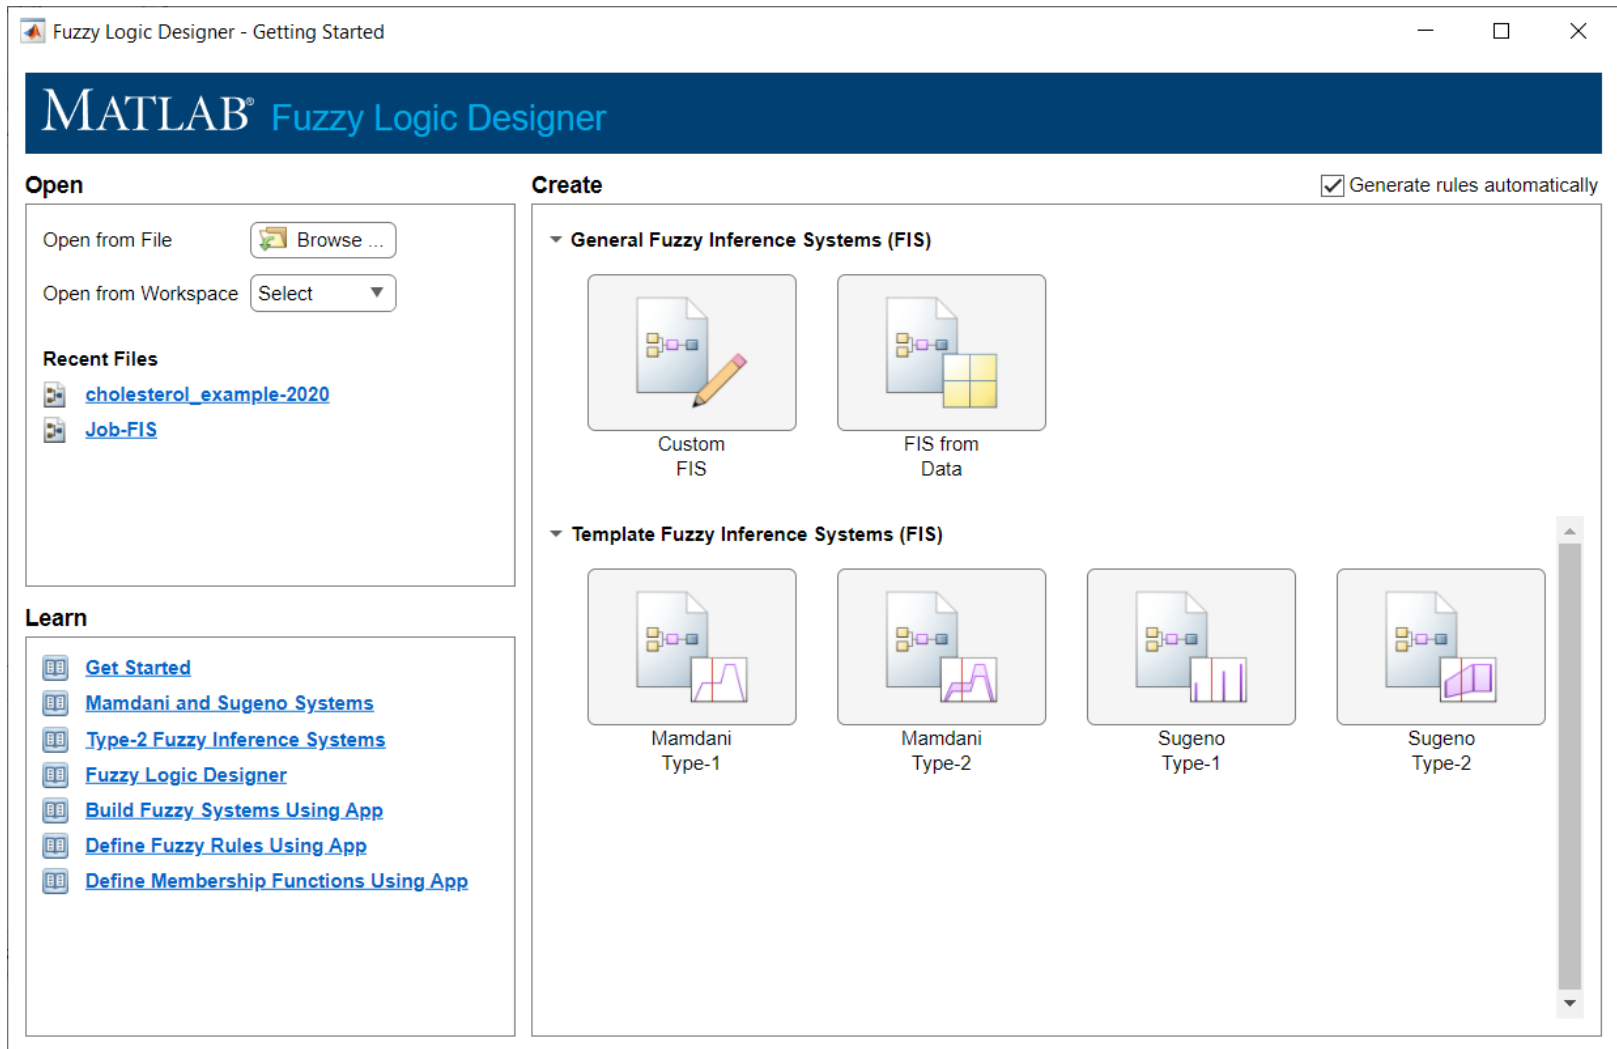 Fuzzy Logic Designer - Getting Started
MATLAB® Fuzzy Logic Designer
Open
Open from File
Browse ...
Open from Workspace
Select
Recent Files
cholesterol_example-2020
Job-FIS
Learn
Get Started
Mamdani and Sugeno Systems
Type-2 Fuzzy Inference Systems
Fuzzy Logic Designer
Build Fuzzy Systems Using App
Define Fuzzy Rules Using App
Define Membership Functions Using App
Create
Generate rules automatically
General Fuzzy Inference Systems (FIS)
Custom
FIS
FIS from
Data
Template Fuzzy Inference Systems (FIS)
Mamdani
Type-1
Mamdani
Type-2
Sugeno
Type-1
Sugeno
Type-2